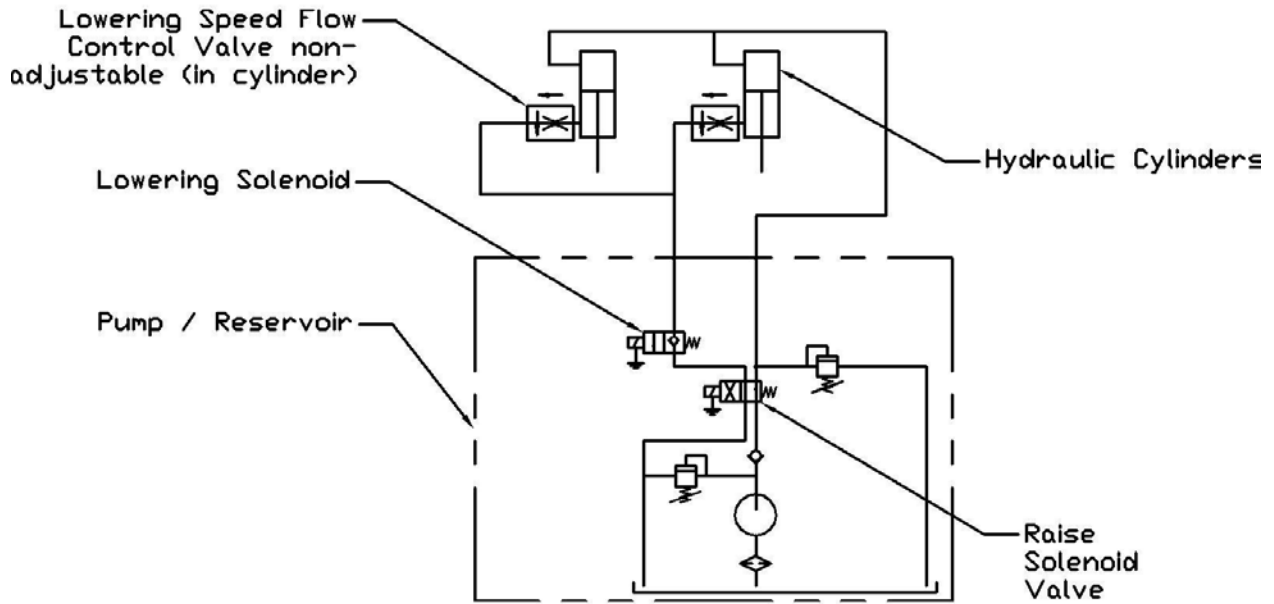 Lowering Speed Flow
Control Valve non-
adjustable (in cylinder)
Hydraulic Cylinders
Lowering Solenoid
Pump / Reservoir
Raise
Solenoid
Valve